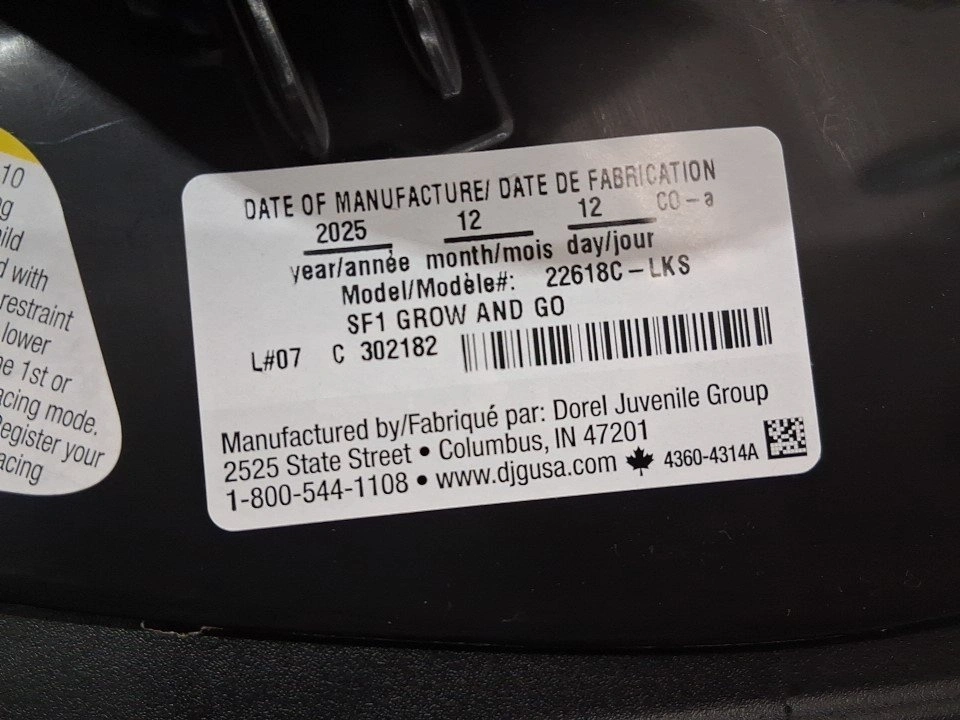 DATE OF MANUFACTURE/ DATE DE FABRICATION
2025 12 12 CO-a
year/année month/mois day/jour
Model/Modèle#: 22618C-LKS
SF1 GROW AND GO
L#07 C 302182
Manufactured by/Fabriqué par: Dorel Juvenile Group
2525 State Street • Columbus, IN 47201
1-800-544-1108 • www.djgusa.com 4360-4314A
10
with
restraint
lower
1st or
mode.
Register your